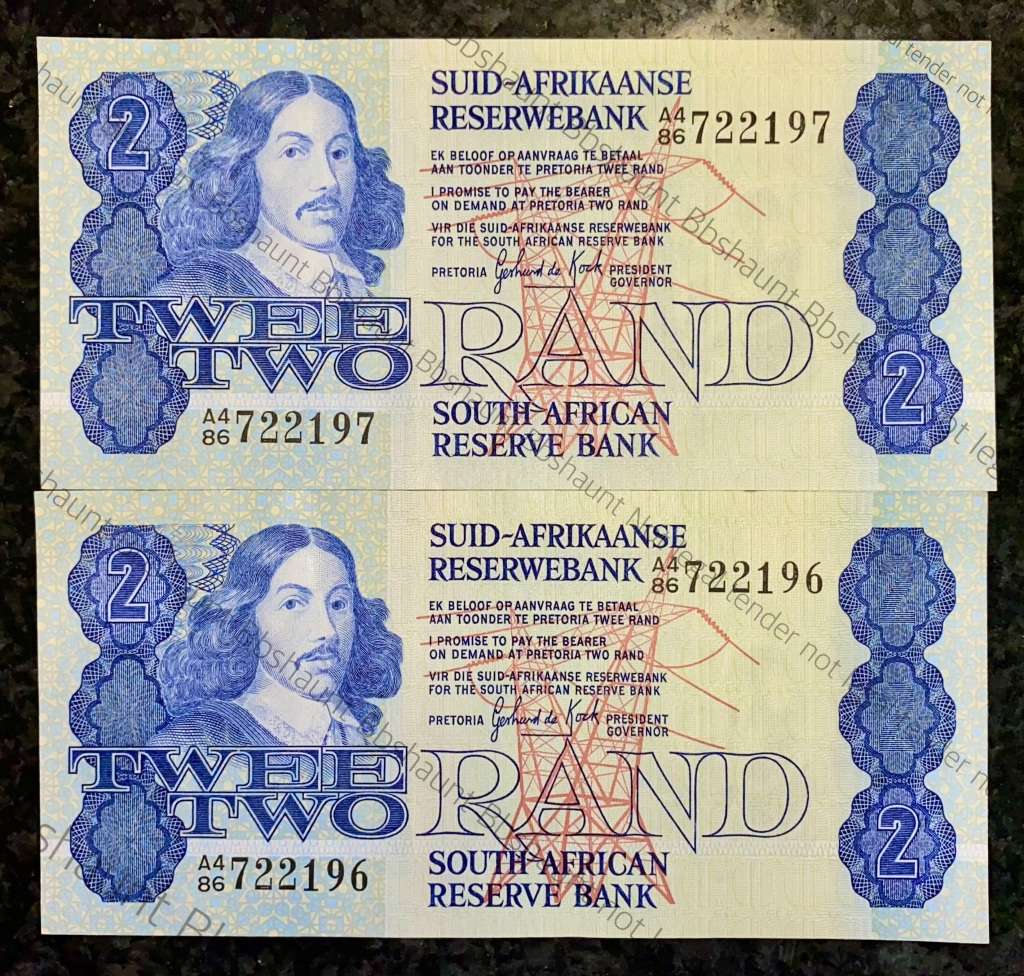 2
SUID-AFRIKAANSE
RESERWEBANK
A4
86 722197
EK BELOOF OP AANVRAAG TE BETAAL
AAN TOONDER TE PRETORIA TWEE RAND
I PROMISE TO PAY THE BEARER
ON DEMAND AT PRETORIA TWO RAND
VIR DIE SUID-AFRIKAANSE RESERWEBANK
FOR THE SOUTH AFRICAN RESERVE BANK
PRETORIA Gerhard de Kock PRESIDENT
GOVERNOR
TWEE
TWO
RAND
2
A4
86 722197
SOUTH AFRICAN
RESERVE BANK
2
SUID-AFRIKAANSE
RESERWEBANK
A4
86 722196
EK BELOOF OP AANVRAAG TE BETAAL
AAN TOONDER TE PRETORIA TWEE RAND
I PROMISE TO PAY THE BEARER
ON DEMAND AT PRETORIA TWO RAND
VIR DIE SUID-AFRIKAANSE RESERWEBANK
FOR THE SOUTH AFRICAN RESERVE BANK
PRETORIA Gerhard de Kock PRESIDENT
GOVERNOR
TWEE
TWO
RAND
2
A4
86 722196
SOUTH AFRICAN
RESERVE BANK
Bbshaunt Bbshaunt Bbshaunt Bbshaunt